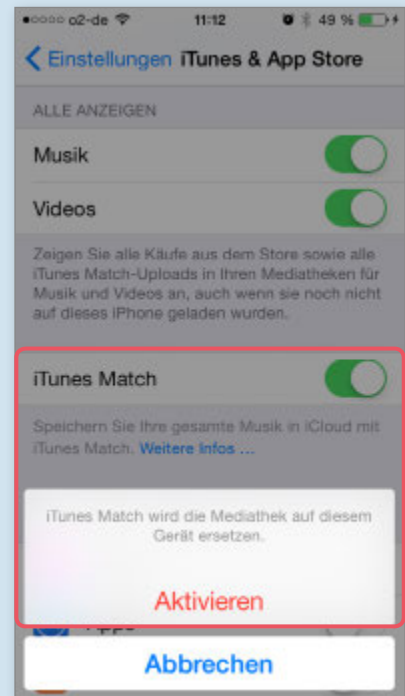 o2-de 11:12 49 %
Einstellungen iTunes & App Store
ALLE ANZEIGEN
Musik
Videos
Zeigen Sie alle Käufe aus dem Store sowie alle
iTunes Match-Uploads in Ihren Mediatheken für
Musik und Videos an, auch wenn sie noch nicht
auf dieses iPhone geladen wurden.
iTunes Match
Speichern Sie Ihre gesamte Musik in iCloud mit
iTunes Match. Weitere Infos ...
iTunes Match wird die Mediathek auf diesem
Gerät ersetzen.
Aktivieren
Apps
Abbrechen